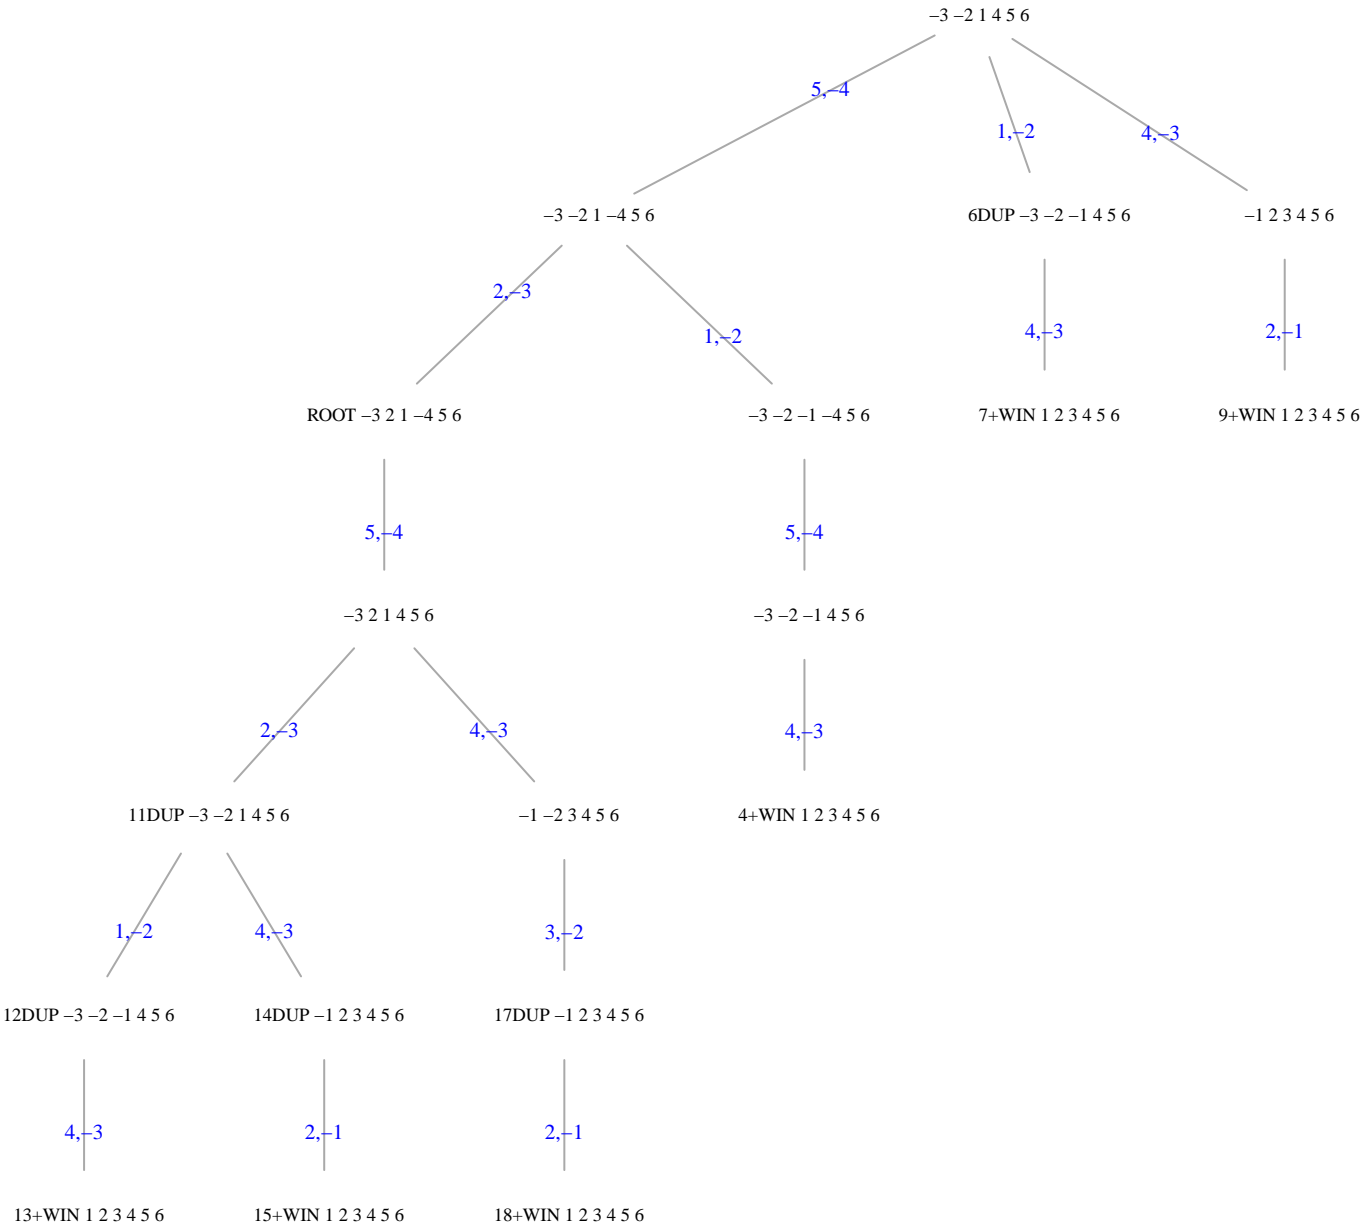 –3 –2 1 4 5 6
5,–4
1,–2
4,–3
–3 –2 1 –4 5 6
6DUP –3 –2 –1 4 5 6
–1 2 3 4 5 6
2,–3
1,–2
4,–3
2,–1
ROOT –3 2 1 –4 5 6
–3 –2 –1 –4 5 6
7+WIN 1 2 3 4 5 6
9+WIN 1 2 3 4 5 6
5,–4
5,–4
–3 2 1 4 5 6
–3 –2 –1 4 5 6
2,–3
4,–3
4,–3
11DUP –3 –2 1 4 5 6
–1 –2 3 4 5 6
4+WIN 1 2 3 4 5 6
1,–2
4,–3
3,–2
12DUP –3 –2 –1 4 5 6
14DUP –1 2 3 4 5 6
17DUP –1 2 3 4 5 6
4,–3
2,–1
2,–1
13+WIN 1 2 3 4 5 6
15+WIN 1 2 3 4 5 6
18+WIN 1 2 3 4 5 6